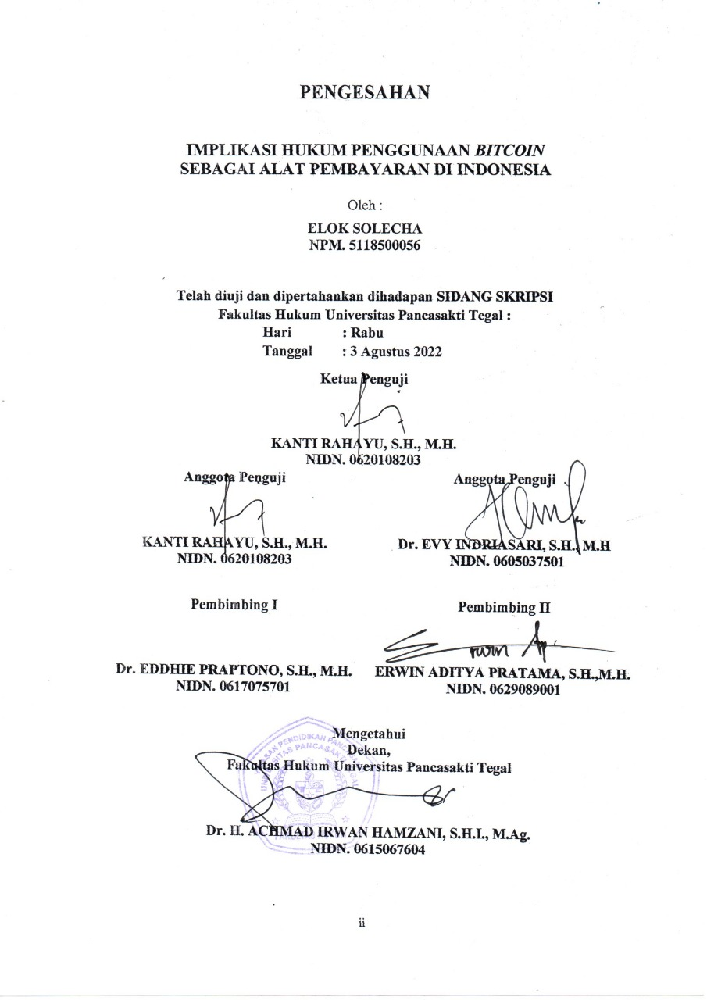 PENGESAHAN
IMPLIKASI HUKUM PENGGUNAAN BITCOIN
SEBAGAI ALAT PEMBAYARAN DI INDONESIA
Oleh :
ELOK SOLECHA
NPM. 5118500056
Telah diuji dan dipertahankan dihadapan SIDANG SKRIPSI
Fakultas Hukum Universitas Pancasakti Tegal :
Hari : Rabu
Tanggal : 3 Agustus 2022
Ketua Penguji
KANTI RAHAYU, S.H., M.H.
NIDN. 0620108203
Anggota Penguji
KANTI RAHAYU, S.H., M.H.
NIDN. 0620108203
Anggota Penguji
Dr. EVY INDRIASARI, S.H., M.H
NIDN. 0605037501
Pembimbing I
Dr. EDDHIE PRAPTONO, S.H., M.H.
NIDN. 0617075701
Pembimbing II
ERWIN ADITYA PRATAMA, S.H.,M.H.
NIDN. 0629089001
Mengetahui
Dekan,
Fakultas Hukum Universitas Pancasakti Tegal
Dr. H. ACHMAD IRWAN HAMZANI, S.H.I., M.Ag.
NIDN. 0615067604
PENDIDIKAN
UNIVERSITAS PANCASAKTI TEGAL
ii